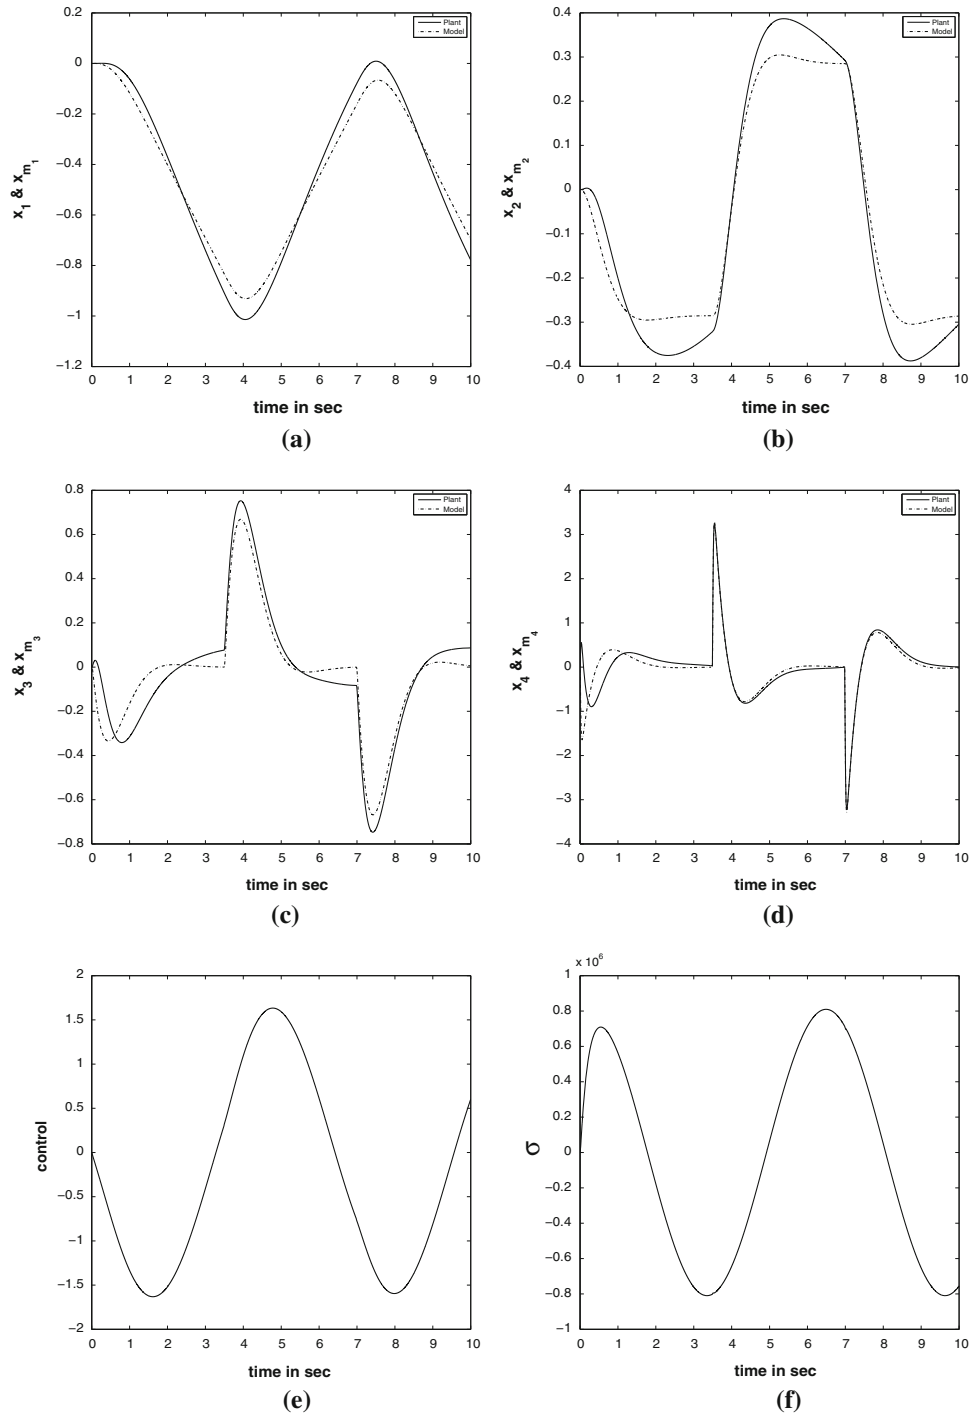 0.2
0
−0.2
−0.4
−0.6
−0.8
−1
−1.2
x1 & xm1
Plant
Model
0 1 2 3 4 5 6 7 8 9 10
time in sec
(a)
0.4
0.3
0.2
0.1
0
−0.1
−0.2
−0.3
−0.4
x2 & xm2
Plant
Model
0 1 2 3 4 5 6 7 8 9 10
time in sec
(b)
0.8
0.6
0.4
0.2
0
−0.2
−0.4
−0.6
−0.8
x3 & xm3
Plant
Model
0 1 2 3 4 5 6 7 8 9 10
time in sec
(c)
4
3
2
1
0
−1
−2
−3
−4
x4 & xm4
Plant
Model
0 1 2 3 4 5 6 7 8 9 10
time in sec
(d)
2
1.5
1
0.5
0
−0.5
−1
−1.5
−2
control
0 1 2 3 4 5 6 7 8 9 10
time in sec
(e)
x 10^6
1
0.8
0.6
0.4
0.2
0
−0.2
−0.4
−0.6
−0.8
−1
σ
0 1 2 3 4 5 6 7 8 9 10
time in sec
(f)